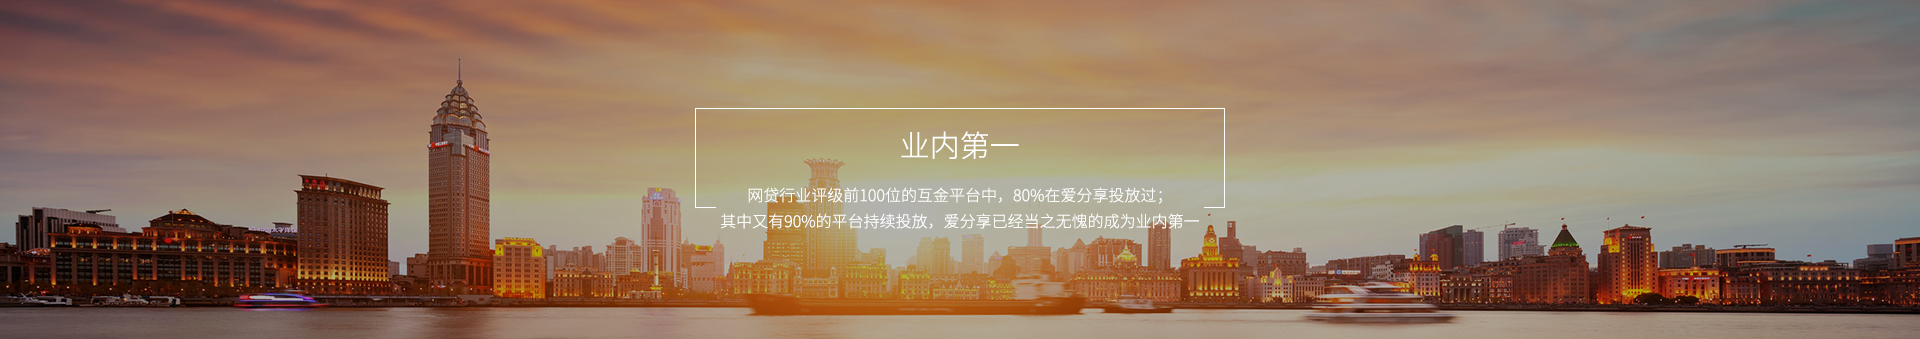 业内第一
网贷行业评级前100位的互金平台中，80%在爱分享投放过；
其中又有90%的平台持续投放，爱分享已经当之无愧的成为业内第一